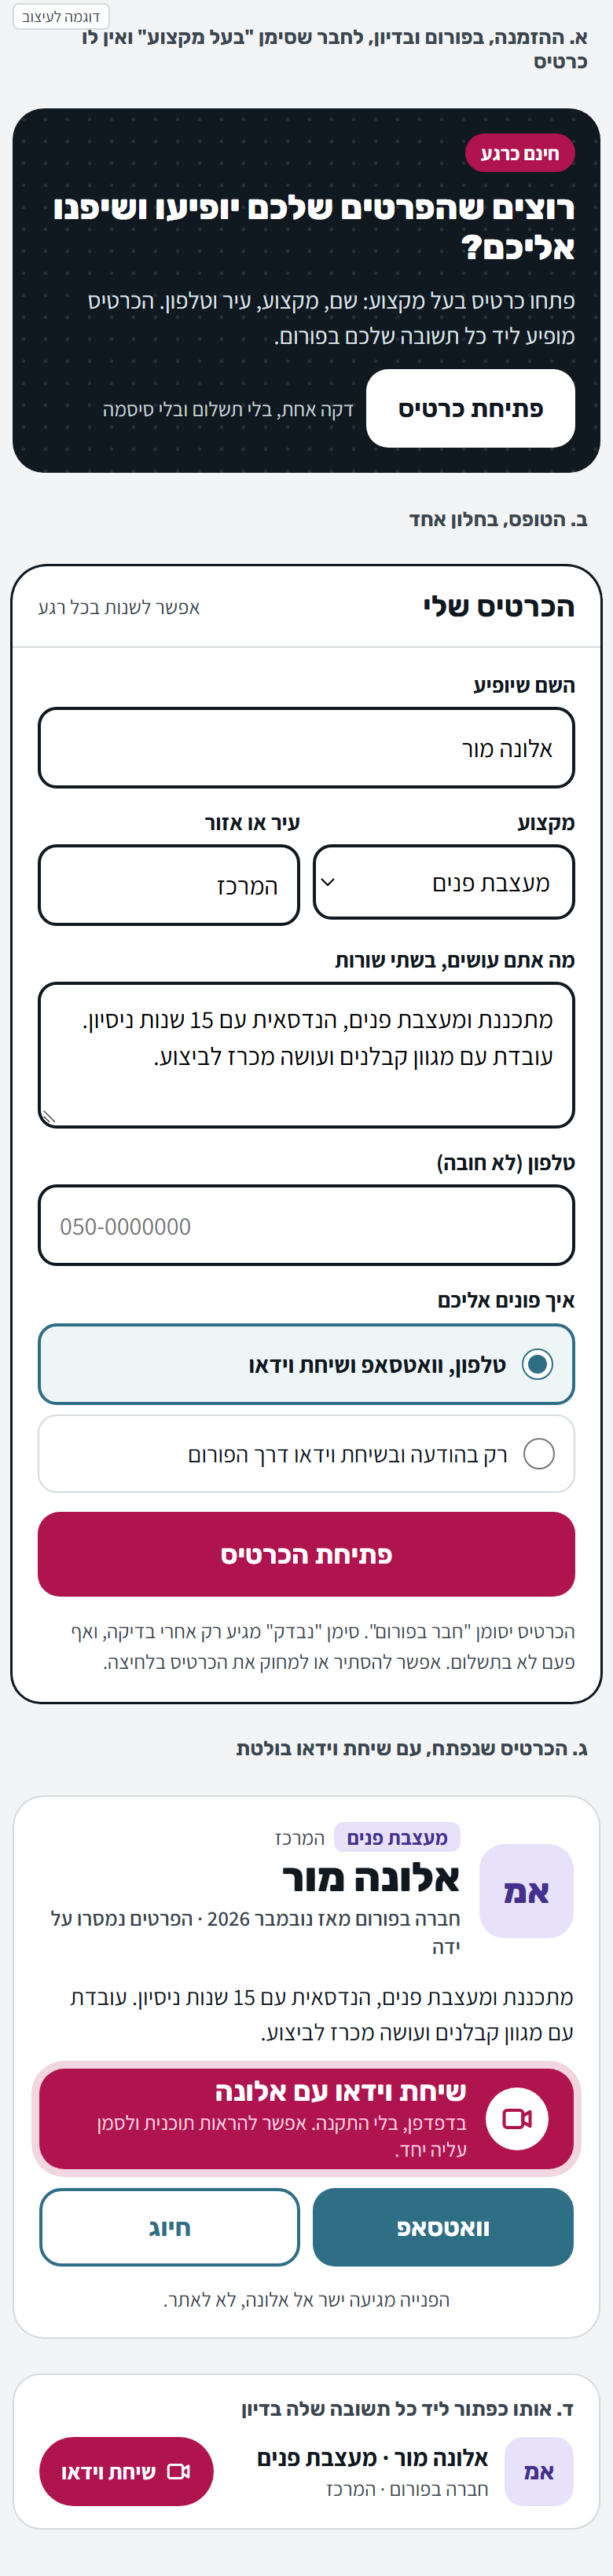 דוגמה לעיצוב
א. ההזמנה, בפורום ובדיון, לחבר שסימן "בעל מקצוע" ואין לו
כרטיס
חינם כרגע
רוצים שהפרטים שלכם יופיעו ושיפנו
אליכם?
פתחו כרטיס בעל מקצוע: שם, מקצוע, עיר וטלפון. הכרטיס
מופיע ליד כל תשובה שלכם בפורום.
פתיחת כרטיס
דקה אחת, בלי תשלום ובלי סיסמה
ב. הטופס, בחלון אחד
הכרטיס שלי
אפשר לשנות בכל רגע
השם שיופיע
אלונה מור
מקצוע
עיר או אזור
מעצבת פנים
המרכז
מה אתם עושים, בשתי שורות
מתכננת ומעצבת פנים, הנדסאית עם 15 שנות ניסיון.
עובדת עם מגוון קבלנים ועושה מכרז לביצוע.
טלפון (לא חובה)
050-0000000
איך פונים אליכם
טלפון, וואטסאפ ושיחת וידאו
רק בהודעה ובשיחת וידאו דרך הפורום
פתיחת הכרטיס
הכרטיס יסומן "חבר בפורום". סימן "נבדק" מגיע רק אחרי בדיקה, ואף
פעם לא בתשלום. אפשר להסתיר או למחוק את הכרטיס בלחיצה.
ג. הכרטיס שנפתח, עם שיחת וידאו בולטת
אמ
מעצבת פנים
המרכז
אלונה מור
חברה בפורום מאז נובמבר 2026 · הפרטים נמסרו על
ידה
מתכננת ומעצבת פנים, הנדסאית עם 15 שנות ניסיון. עובדת
עם מגוון קבלנים ועושה מכרז לביצוע.
שיחת וידאו עם אלונה
בדפדפן, בלי התקנה. אפשר להראות תוכנית ולסמן
עליה יחד.
וואטסאפ
חיוג
הפנייה מגיעה ישר אל אלונה, לא לאתר.
ד. אותו כפתור ליד כל תשובה שלה בדיון
אמ
אלונה מור · מעצבת פנים
חברה בפורום · המרכז
שיחת וידאו